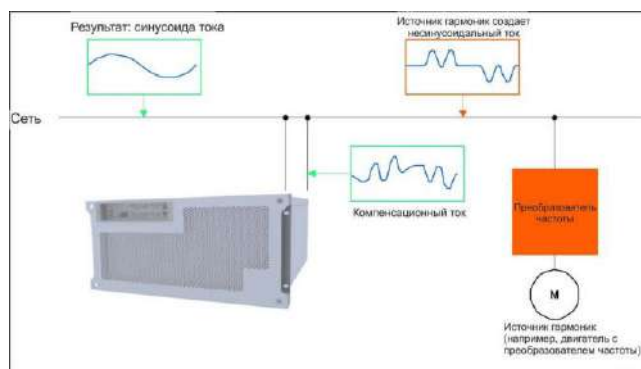 Результат: синусоида тока
Источник гармоник создает
несинусоидальный ток
Сеть
Компенсационный ток
Преобразователь
частоты
M
Источник гармоник
(например, двигатель с
преобразователем частоты)